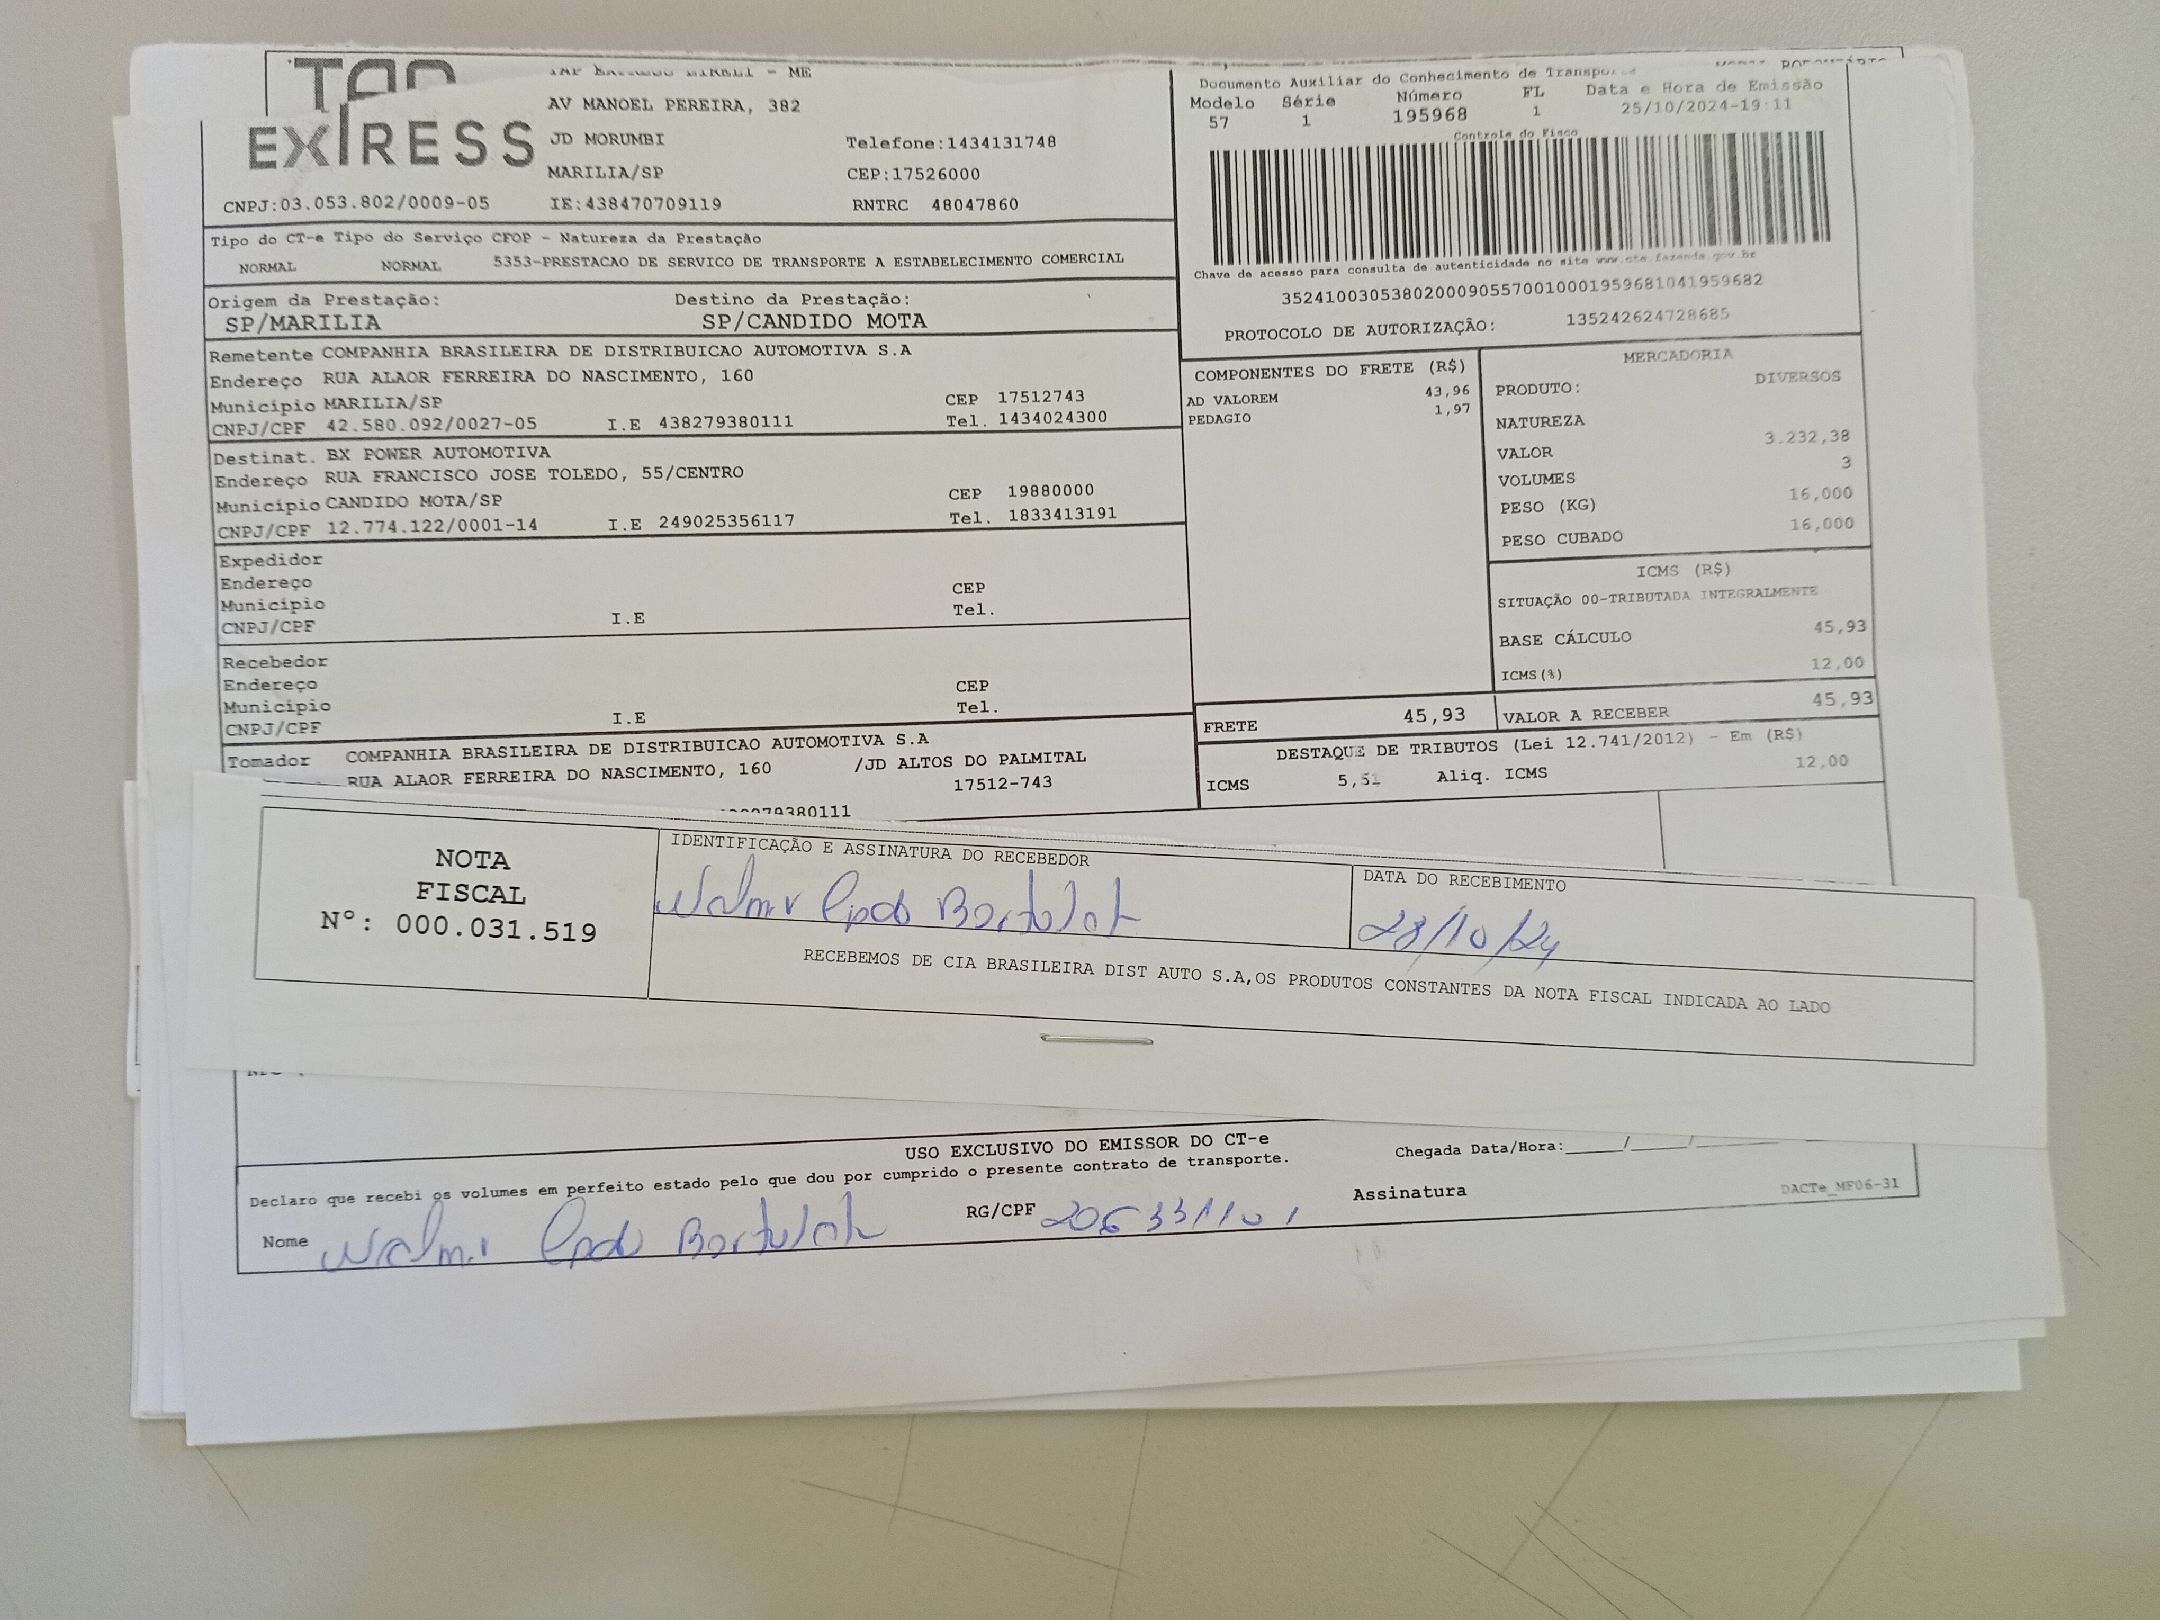 TAP
EXPRESS
TAP EXPRESS EIRELI - ME
AV MANOEL PEREIRA, 382
JD MORUMBI Telefone:1434131748
MARILIA/SP CEP:17526000
CNPJ:03.053.802/0009-05 IE:438470709119 RNTRC 48047860
Documento Auxiliar do Conhecimento de Transporte
Modelo Série Número FL Data e Hora de Emissão
57 1 195968 1 25/10/2024-19:11
Controle do Fisco
Chave de acesso para consulta de autenticidade no site www.cte.fazenda.gov.br
35241003053802000905570010001959681041959682
PROTOCOLO DE AUTORIZAÇÃO: 135242624728685
Tipo do CT-e Tipo do Serviço CFOP - Natureza da Prestação
NORMAL NORMAL 5353-PRESTACAO DE SERVICO DE TRANSPORTE A ESTABELECIMENTO COMERCIAL
Origem da Prestação: Destino da Prestação:
SP/MARILIA SP/CANDIDO MOTA
Remetente COMPANHIA BRASILEIRA DE DISTRIBUICAO AUTOMOTIVA S.A
Endereço RUA ALAOR FERREIRA DO NASCIMENTO, 160
Município MARILIA/SP CEP 17512743
CNPJ/CPF 42.580.092/0027-05 I.E 438279380111 Tel. 1434024300
Destinat. BX POWER AUTOMOTIVA
Endereço RUA FRANCISCO JOSE TOLEDO, 55/CENTRO
Município CANDIDO MOTA/SP CEP 19880000
CNPJ/CPF 12.774.122/0001-14 I.E 249025356117 Tel. 1833413191
Expedidor
Endereço CEP
Município Tel.
CNPJ/CPF I.E
Recebedor
Endereço CEP
Município Tel.
CNPJ/CPF I.E
Tomador COMPANHIA BRASILEIRA DE DISTRIBUICAO AUTOMOTIVA S.A
RUA ALAOR FERREIRA DO NASCIMENTO, 160 /JD ALTOS DO PALMITAL
17512-743
79380111
COMPONENTES DO FRETE (R$)
AD VALOREM 43,96
PEDAGIO 1,97
MERCADORIA
PRODUTO: DIVERSOS
NATUREZA
VALOR 3.232,38
VOLUMES 3
PESO (KG) 16,000
PESO CUBADO 16,000
ICMS (R$)
SITUAÇÃO 00-TRIBUTADA INTEGRALMENTE
BASE CÁLCULO 45,93
ICMS(%) 12,00
FRETE 45,93 VALOR A RECEBER 45,93
DESTAQUE DE TRIBUTOS (Lei 12.741/2012) - Em (R$)
ICMS 5,51 Aliq. ICMS 12,00
NOTA
FISCAL
N°: 000.031.519
IDENTIFICAÇÃO E ASSINATURA DO RECEBEDOR
DATA DO RECEBIMENTO
28/10/24
RECEBEMOS DE CIA BRASILEIRA DIST AUTO S.A,OS PRODUTOS CONSTANTES DA NOTA FISCAL INDICADA AO LADO
USO EXCLUSIVO DO EMISSOR DO CT-e
Declaro que recebi os volumes em perfeito estado pelo que dou por cumprido o presente contrato de transporte.
Chegada Data/Hora:_____/_____/_______
Nome RG/CPF Assinatura
DACTe_MF06-31